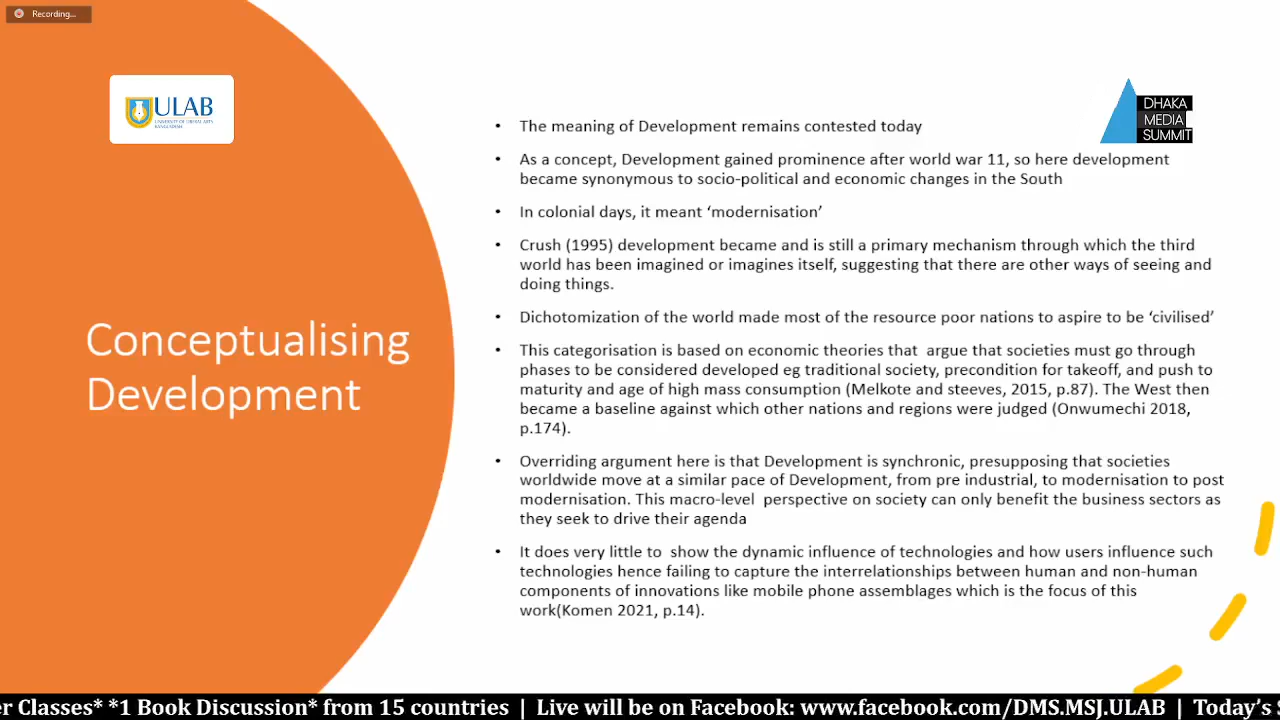 Recording...
ULAB
UNIVERSITY OF LIBERAL ARTS
BANGLADESH
DHAKA
MEDIA
SUMMIT
Conceptualising
Development
• The meaning of Development remains contested today
• As a concept, Development gained prominence after world war 11, so here development
became synonymous to socio-political and economic changes in the South
• In colonial days, it meant ‘modernisation’
• Crush (1995) development became and is still a primary mechanism through which the third
world has been imagined or imagines itself, suggesting that there are other ways of seeing and
doing things.
• Dichotomization of the world made most of the resource poor nations to aspire to be ‘civilised’
• This categorisation is based on economic theories that  argue that societies must go through
phases to be considered developed eg traditional society, precondition for takeoff, and push to
maturity and age of high mass consumption (Melkote and steeves, 2015, p.87). The West then
became a baseline against which other nations and regions were judged (Onwumechi 2018,
p.174).
• Overriding argument here is that Development is synchronic, presupposing that societies
worldwide move at a similar pace of Development, from pre industrial, to modernisation to post
modernisation. This macro-level  perspective on society can only benefit the business sectors as
they seek to drive their agenda
• It does very little to  show the dynamic influence of technologies and how users influence such
technologies hence failing to capture the interrelationships between human and non-human
components of innovations like mobile phone assemblages which is the focus of this
work(Komen 2021, p.14).
er Classes* *1 Book Discussion* from 15 countries | Live will be on Facebook: www.facebook.com/DMS.MSJ.ULAB | Today's